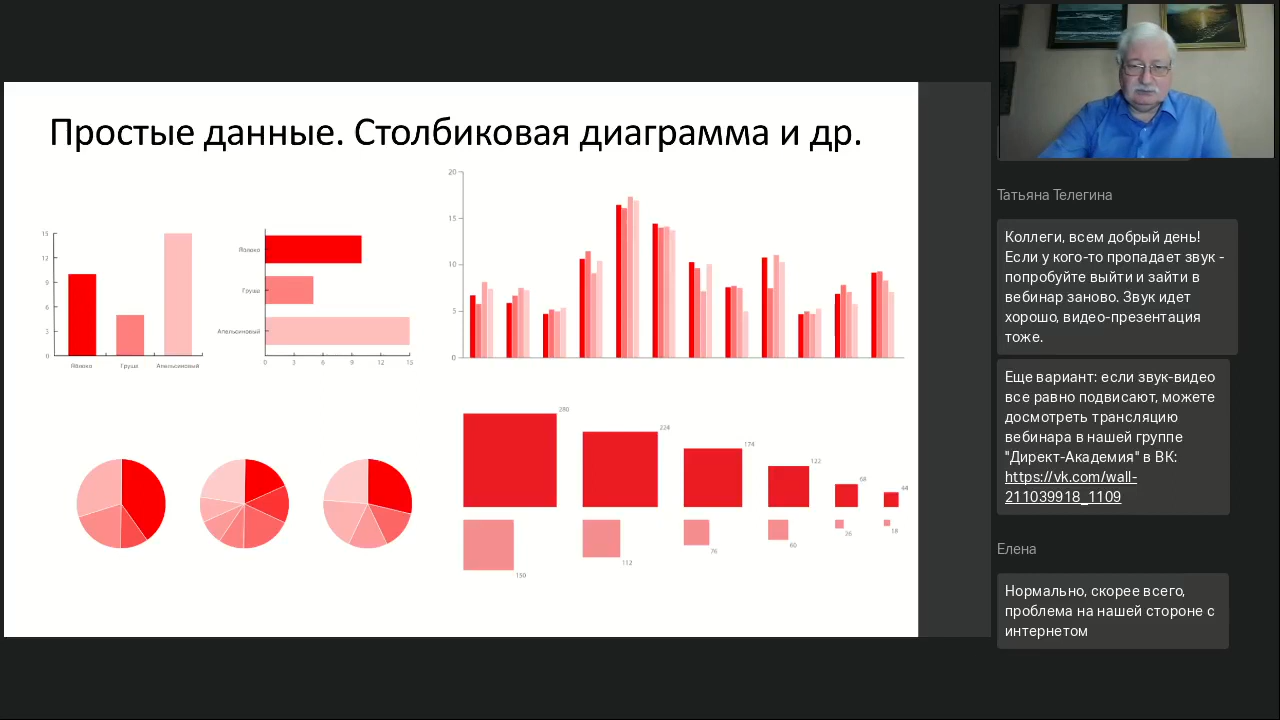 Простые данные. Столбиковая диаграмма и др.
15
12
9
6
3
0
Яблоко
Груша
Апельсиновый
Яблоко
Груша
Апельсиновый
0
3
6
9
12
15
20
15
10
5
0
280
224
174
122
68
44
150
112
76
60
26
18
Татьяна Телегина
Коллеги, всем добрый день!
Если у кого-то пропадает звук -
попробуйте выйти и зайти в
вебинар заново. Звук идет
хорошо, видео-презентация
тоже.
Еще вариант: если звук-видео
все равно подвисают, можете
досмотреть трансляцию
вебинара в нашей группе
"Директ-Академия" в ВК:
https://vk.com/wall-
211039918_1109
Елена
Нормально, скорее всего,
проблема на нашей стороне с
интернетом